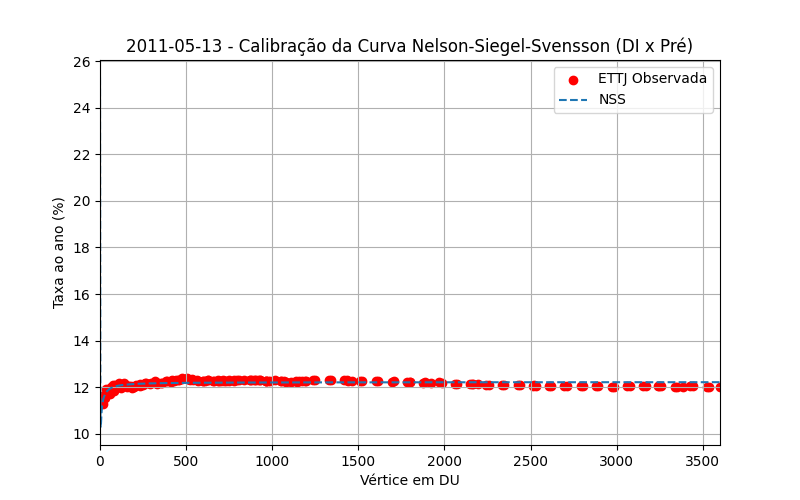 2011-05-13 - Calibração da Curva Nelson-Siegel-Svensson (DI x Pré)
ETTJ Observada
NSS
Taxa ao ano (%)
26
24
22
20
18
16
14
12
10
0 500 1000 1500 2000 2500 3000 3500
Vértice em DU